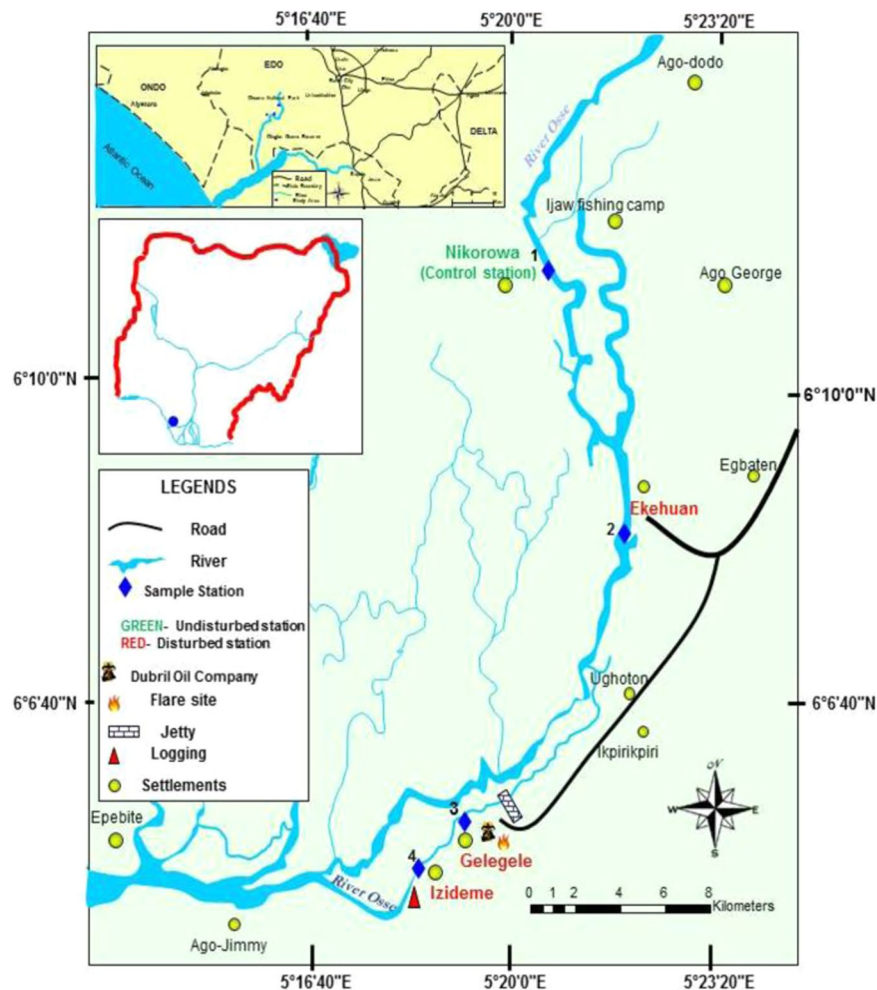 5°16'40"E
5°20'0"E
5°23'20"E
ONDO
EDO
DELTA
Atlantic Ocean
Road
River Osse
Ago-dodo
Ijaw fishing camp
Nikorowa
(Control station)
1
Ago George
6°10'0"N
6°10'0"N
Egbaten
Ekehuan
2
LEGENDS
Road
River
Sample Station
GREEN- Undisturbed station
RED- Disturbed station
Dubril Oil Company
Flare site
Jetty
Logging
Settlements
Ughoton
6°6'40"N
6°6'40"N
Ikpirikpiri
N
W
E
S
Epebite
3
Gelegele
4
Izideme
River Osse
0 1 2 4 6 8
Kilometers
Ago-Jimmy
5°16'40"E
5°20'0"E
5°23'20"E